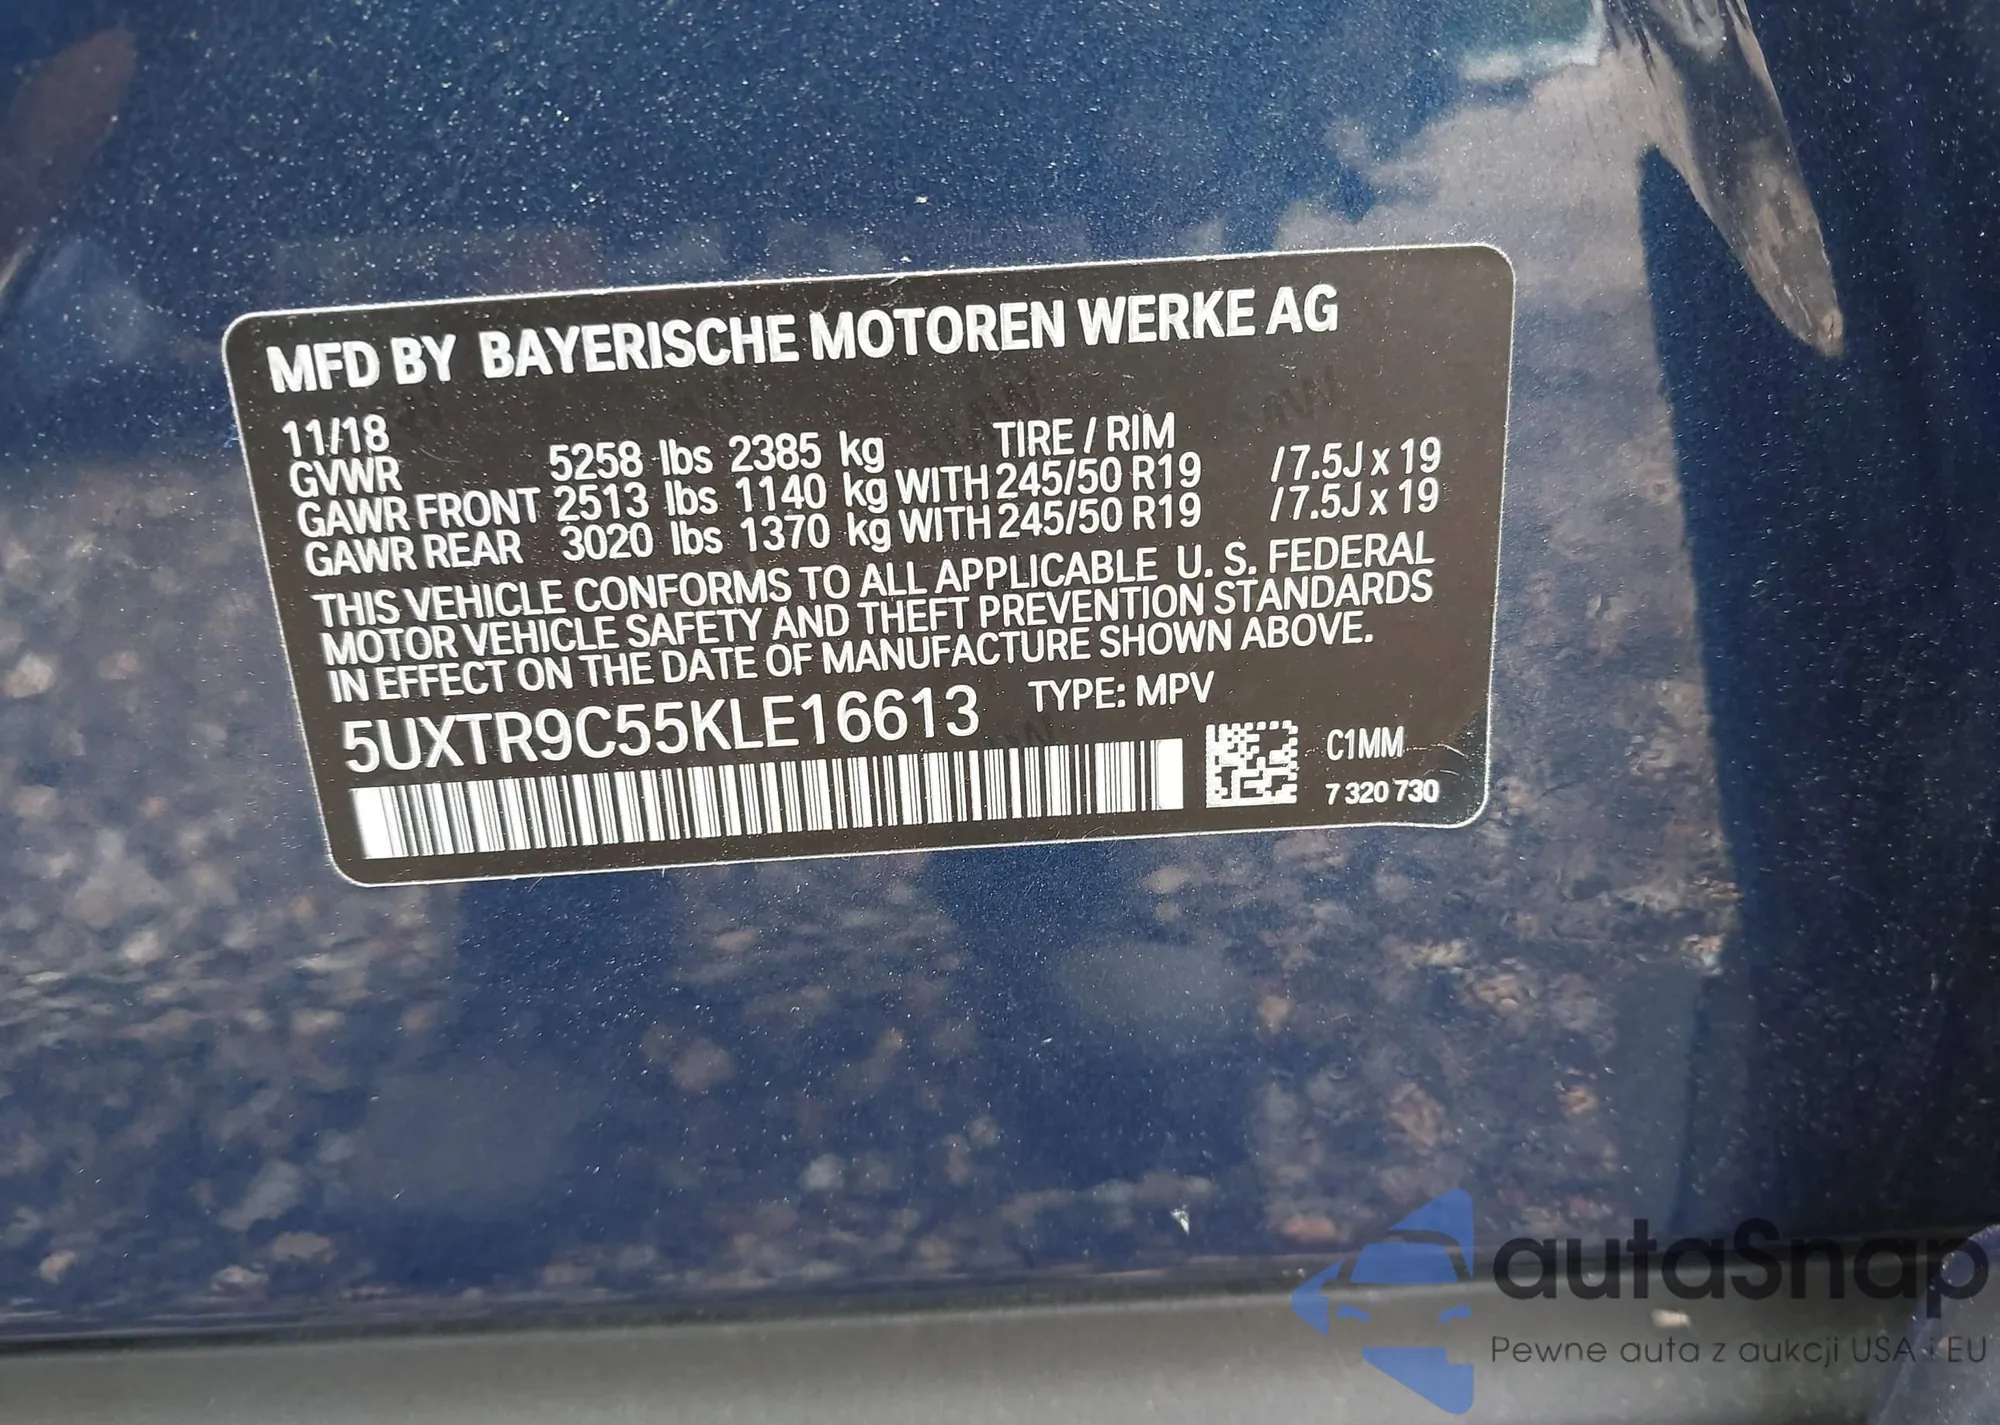 MFD BY BAYERISCHE MOTOREN WERKE AG
11/18 TIRE / RIM
GVWR 5258 lbs 2385 kg
GAWR FRONT 2513 lbs 1140 kg WITH 245/50 R19 /7.5J x 19
GAWR REAR 3020 lbs 1370 kg WITH 245/50 R19 /7.5J x 19
THIS VEHICLE CONFORMS TO ALL APPLICABLE U. S. FEDERAL
MOTOR VEHICLE SAFETY AND THEFT PREVENTION STANDARDS
IN EFFECT ON THE DATE OF MANUFACTURE SHOWN ABOVE.
5UXTR9C55KLE16613 TYPE: MPV
C1MM
7 320 730
autaSnap
Pewne auta z aukcji USA i EU